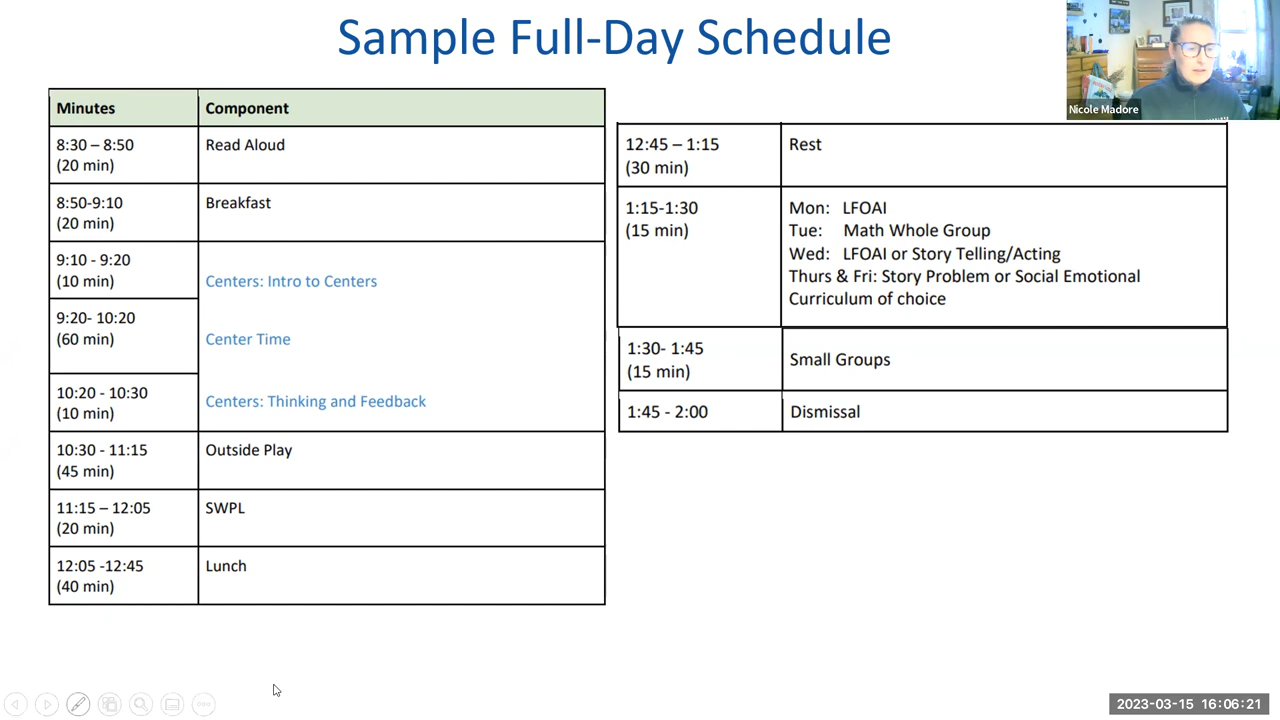 Sample Full-Day Schedule
Nicole Madore
Minutes Component
8:30 – 8:50 Read Aloud
(20 min)
8:50-9:10 Breakfast
(20 min)
9:10 - 9:20
(10 min) Centers: Intro to Centers
9:20- 10:20
(60 min) Center Time
10:20 - 10:30 Centers: Thinking and Feedback
(10 min)
10:30 - 11:15 Outside Play
(45 min)
11:15 – 12:05 SWPL
(20 min)
12:05 -12:45 Lunch
(40 min)
12:45 – 1:15 Rest
(30 min)
1:15-1:30 Mon: LFOAI
(15 min) Tue: Math Whole Group
Wed: LFOAI or Story Telling/Acting
Thurs & Fri: Story Problem or Social Emotional
Curriculum of choice
1:30- 1:45 Small Groups
(15 min)
1:45 - 2:00 Dismissal
2023-03-15 16:06:21